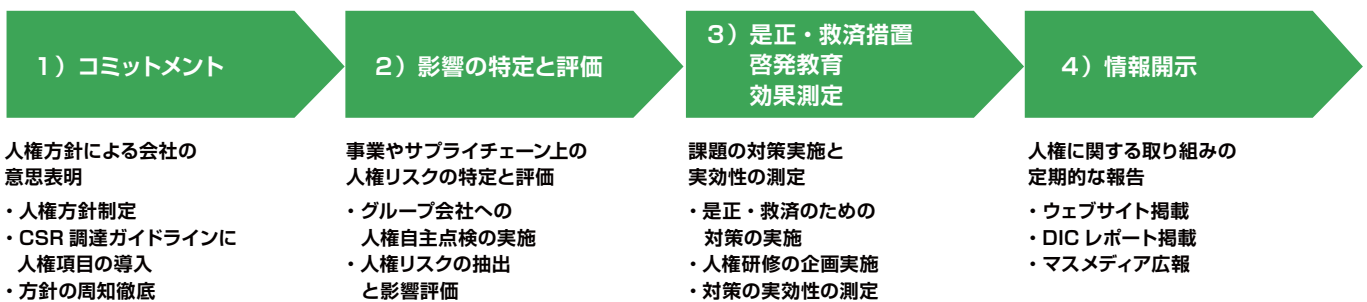 1）コミットメント
人権方針による会社の
意思表明
・人権方針制定
・CSR 調達ガイドラインに
人権項目の導入
・方針の周知徹底
2）影響の特定と評価
事業やサプライチェーン上の
人権リスクの特定と評価
・グループ会社への
人権自主点検の実施
・人権リスクの抽出
と影響評価
3）是正・救済措置
啓発教育
効果測定
課題の対策実施と
実効性の測定
・是正・救済のための
対策の実施
・人権研修の企画実施
・対策の実効性の測定
4）情報開示
人権に関する取り組みの
定期的な報告
・ウェブサイト掲載
・DIC レポート掲載
・マスメディア広報